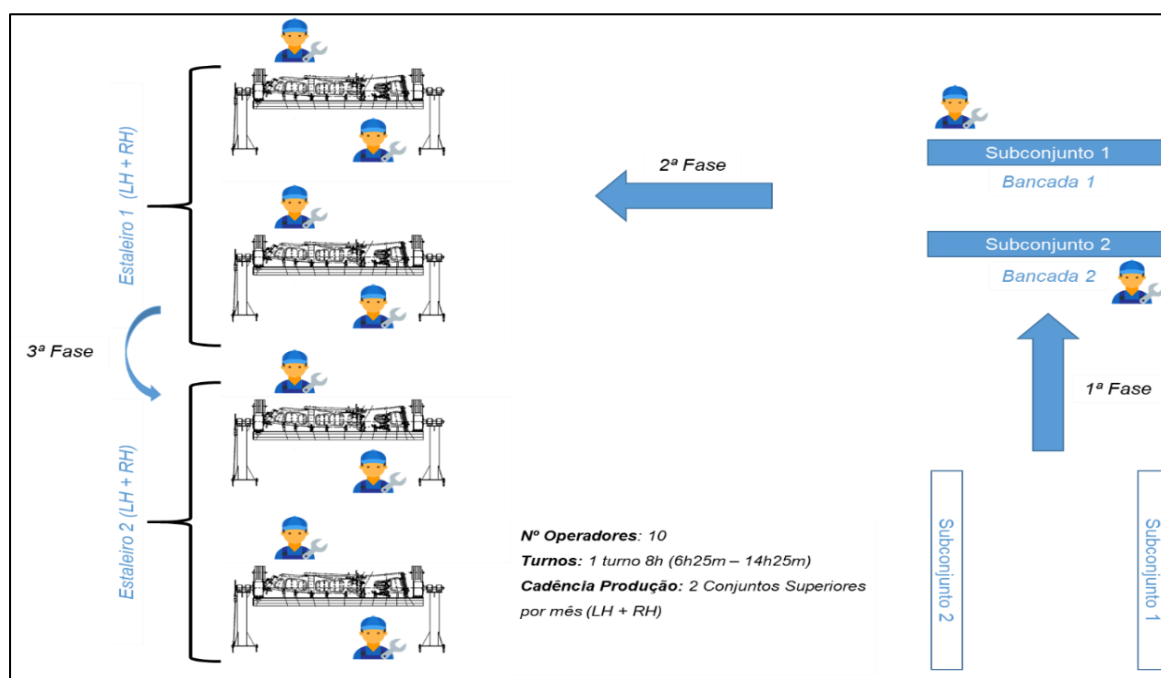 Estaleiro 1 (LH + RH)
3ª Fase
Estaleiro 2 (LH + RH)
2ª Fase
Subconjunto 1
Bancada 1
Subconjunto 2
Bancada 2
1ª Fase
Subconjunto 2
Subconjunto 1
Nº Operadores: 10
Turnos: 1 turno 8h (6h25m – 14h25m)
Cadência Produção: 2 Conjuntos Superiores
por mês (LH + RH)